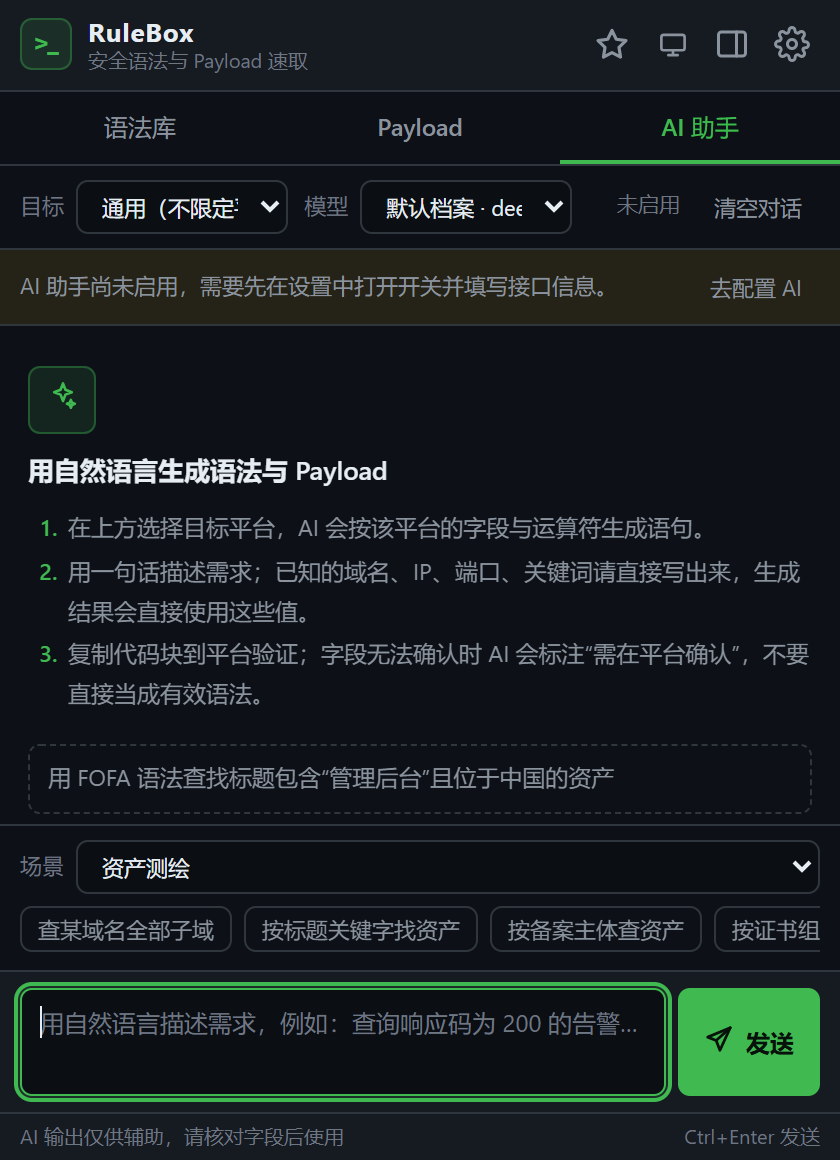 >_
RuleBox
安全语法与 Payload 速取
语法库 Payload AI 助手
目标 通用（不限定 模型 默认档案 · dee 未启用 清空对话
AI 助手尚未启用，需要先在设置中打开开关并填写接口信息。 去配置 AI
用自然语言生成语法与 Payload
1. 在上方选择目标平台，AI 会按该平台的字段与运算符生成语句。
2. 用一句话描述需求；已知的域名、IP、端口、关键词请直接写出来，生成
结果会直接使用这些值。
3. 复制代码块到平台验证；字段无法确认时 AI 会标注“需在平台确认”，不要
直接当成有效语法。
用 FOFA 语法查找标题包含“管理后台”且位于中国的资产
场景 资产测绘
查某域名全部子域 按标题关键字找资产 按备案主体查资产 按证书组
用自然语言描述需求，例如：查询响应码为 200 的告警... 发送
AI 输出仅供辅助，请核对字段后使用 Ctrl+Enter 发送